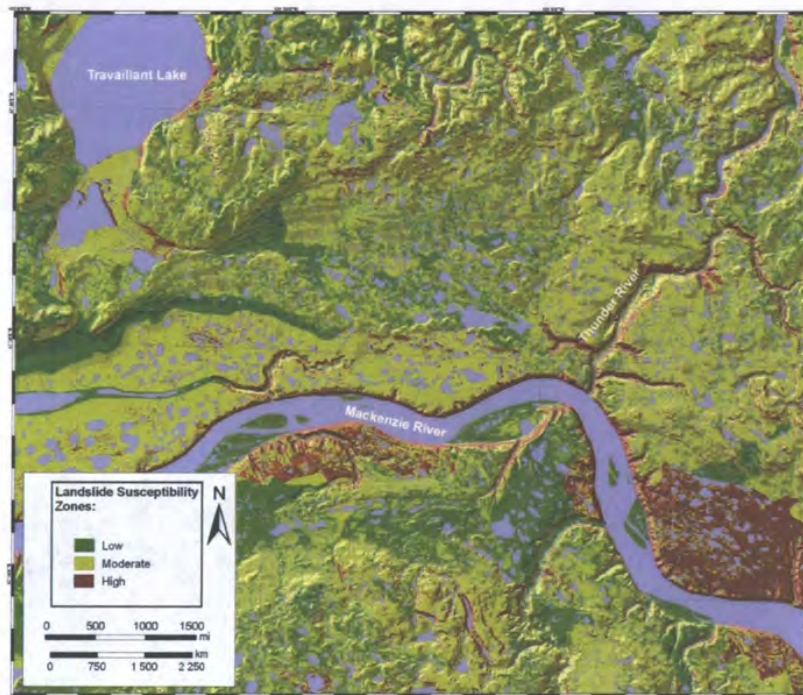 Travailiant Lake
Thunder River
Mackenzie River
Landslide Susceptibility
Zones:
N
Low
Moderate
High
0 500 1000 1500
mi
km
0 750 1 500 2 250